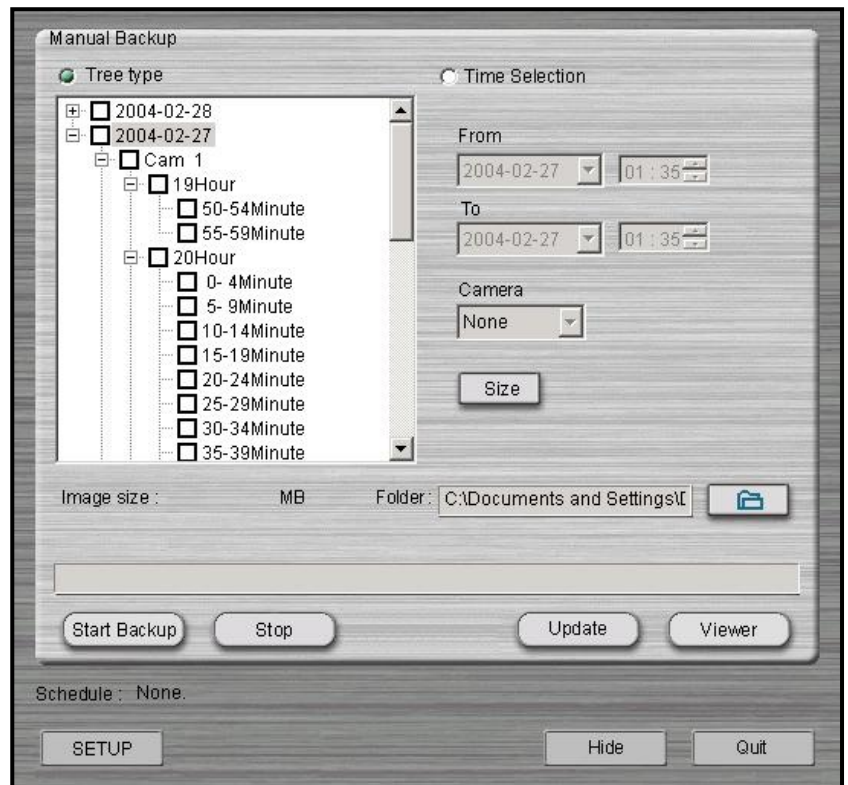 Manual Backup
Tree type
Time Selection
2004-02-28
2004-02-27
Cam 1
19Hour
50-54Minute
55-59Minute
20Hour
0- 4Minute
5- 9Minute
10-14Minute
15-19Minute
20-24Minute
25-29Minute
30-34Minute
35-39Minute
From
2004-02-27 01 : 35
To
2004-02-27 01 : 35
Camera
None
Size
Image size : MB Folder : C:\Documents and Settings\D
Start Backup Stop Update Viewer
Schedule : None.
SETUP Hide Quit